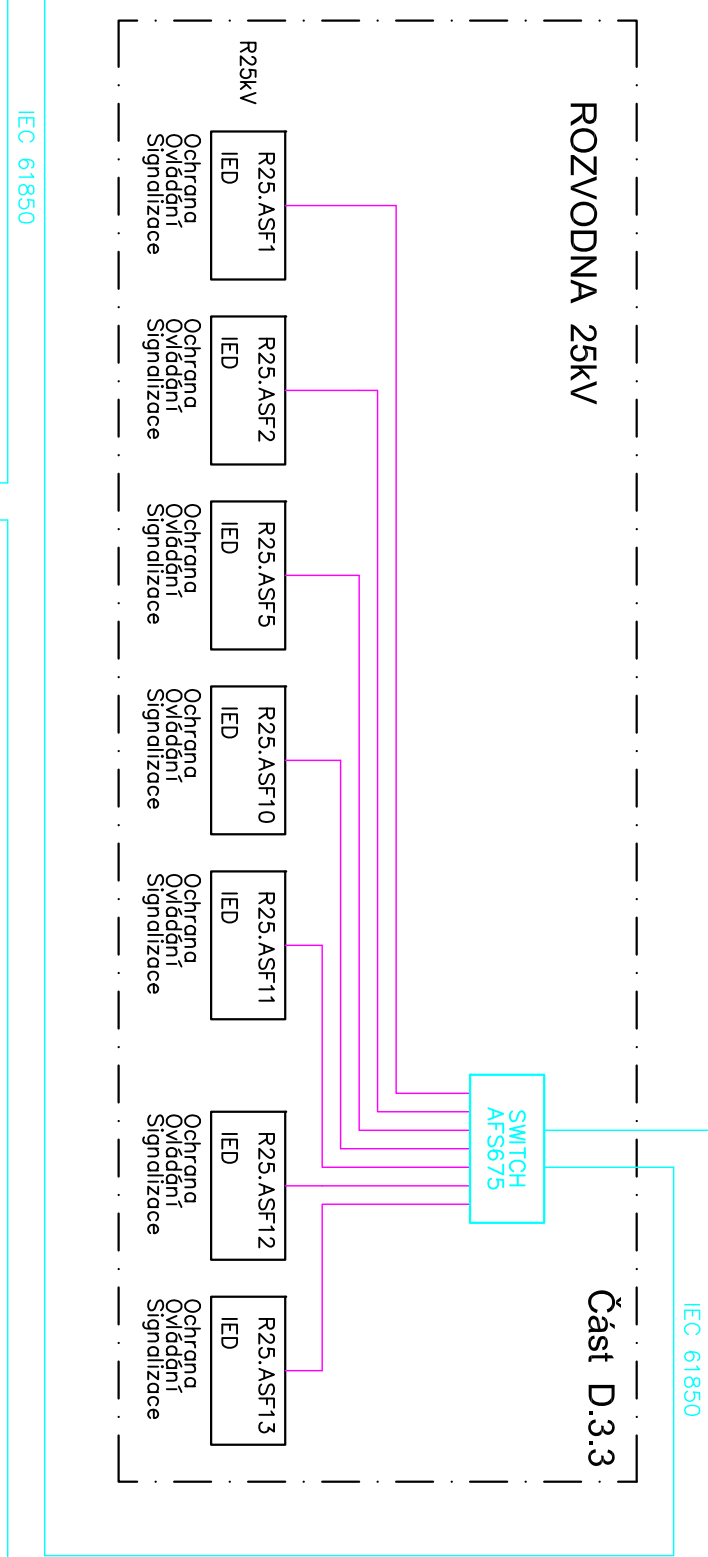 IEC 61850
ROZVODNA 25kV
Část D.3.3
SWITCH
AFS675
R25kV
R25.ASF1
IED
Ochrana
Ovládání
Signalizace
R25.ASF2
IED
Ochrana
Ovládání
Signalizace
R25.ASF5
IED
Ochrana
Ovládání
Signalizace
R25.ASF10
IED
Ochrana
Ovládání
Signalizace
R25.ASF11
IED
Ochrana
Ovládání
Signalizace
R25.ASF12
IED
Ochrana
Ovládání
Signalizace
R25.ASF13
IED
Ochrana
Ovládání
Signalizace
IEC 61850